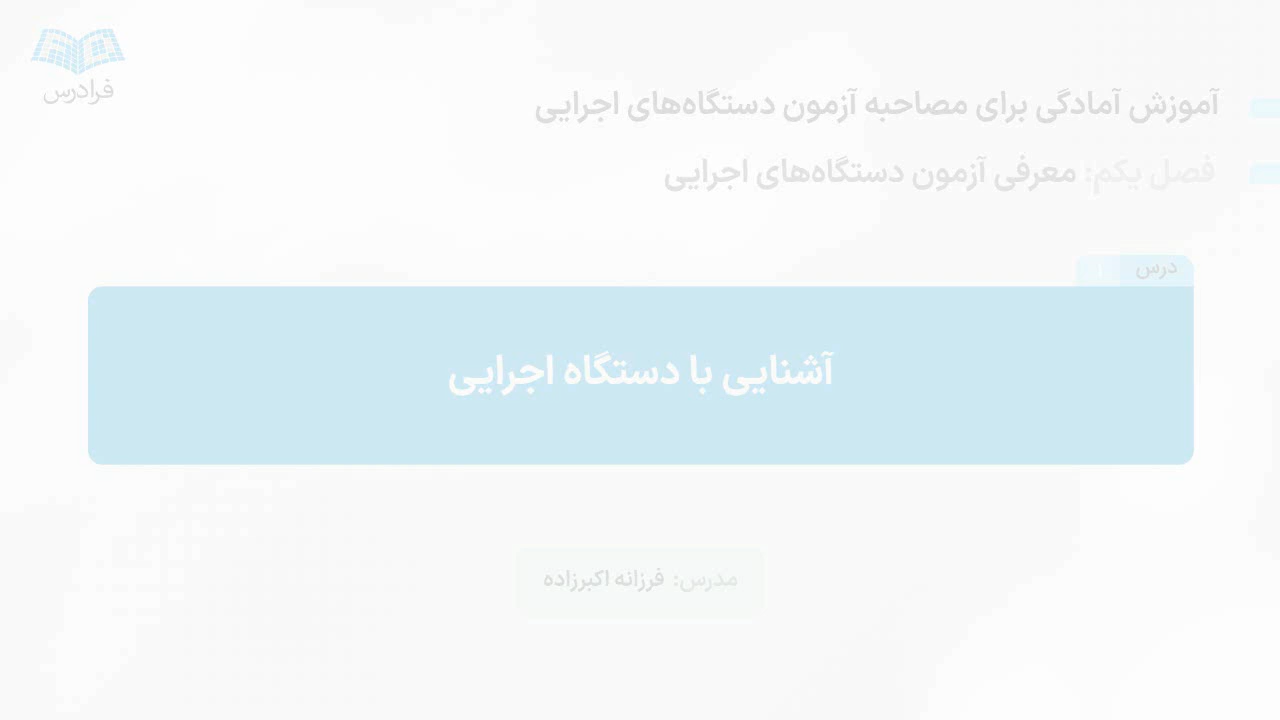 فرادرس
آموزش آمادگی برای مصاحبه آزمون دستگاه‌های اجرایی
فصل یکم: معرفی آزمون دستگاه‌های اجرایی
درس ۱
آشنایی با دستگاه اجرایی
مدرس: فرزانه اکبرزاده